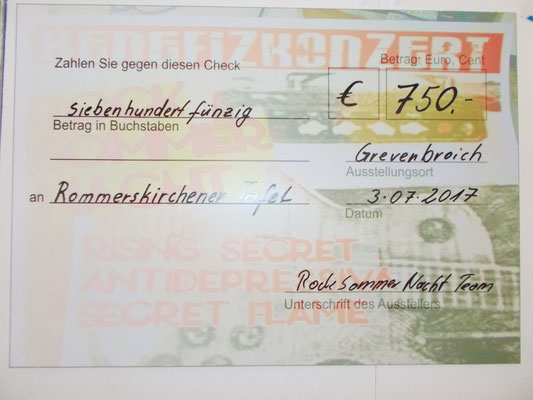 BENEFIZKONZERT
Zahlen Sie gegen diesen Check
Betrag: Euro, Cent
siebenhundert fünzig
€ 750.-
Betrag in Buchstaben
Grevenbroich
Ausstellungsort
an Rommerskirchener Tafel
3.07.2017
Datum
RISING SECRET
ANTIDEPRESSIVA
SECRET FLAME
RockSommerNacht Team
Unterschrift des Ausstellers